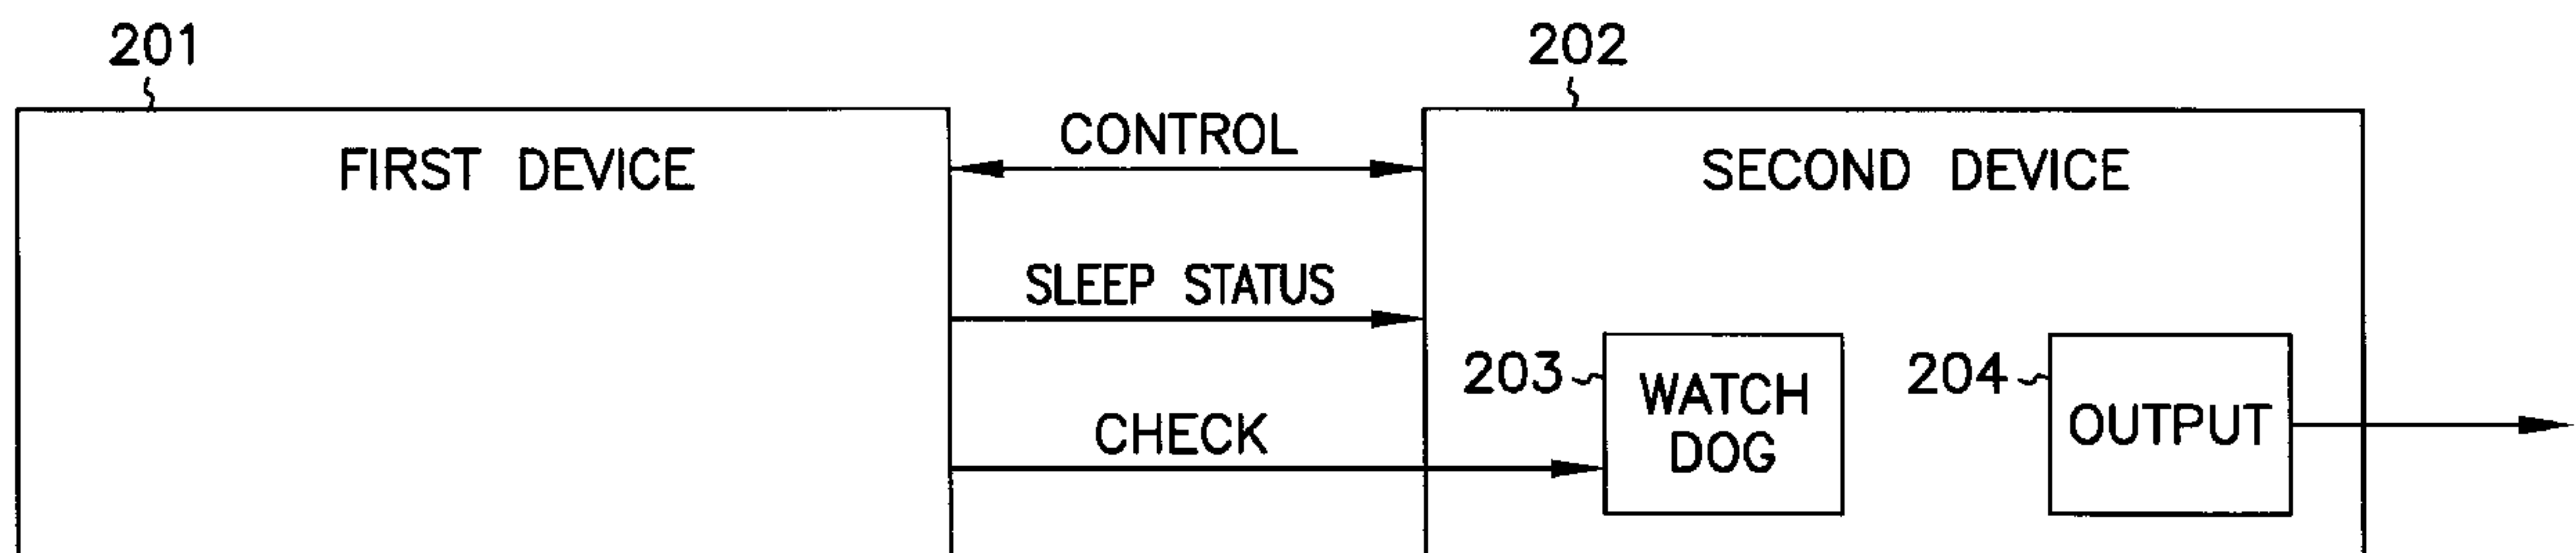 201
202
CONTROL
FIRST DEVICE
SECOND DEVICE
SLEEP STATUS
203
WATCH
DOG
204
OUTPUT
CHECK